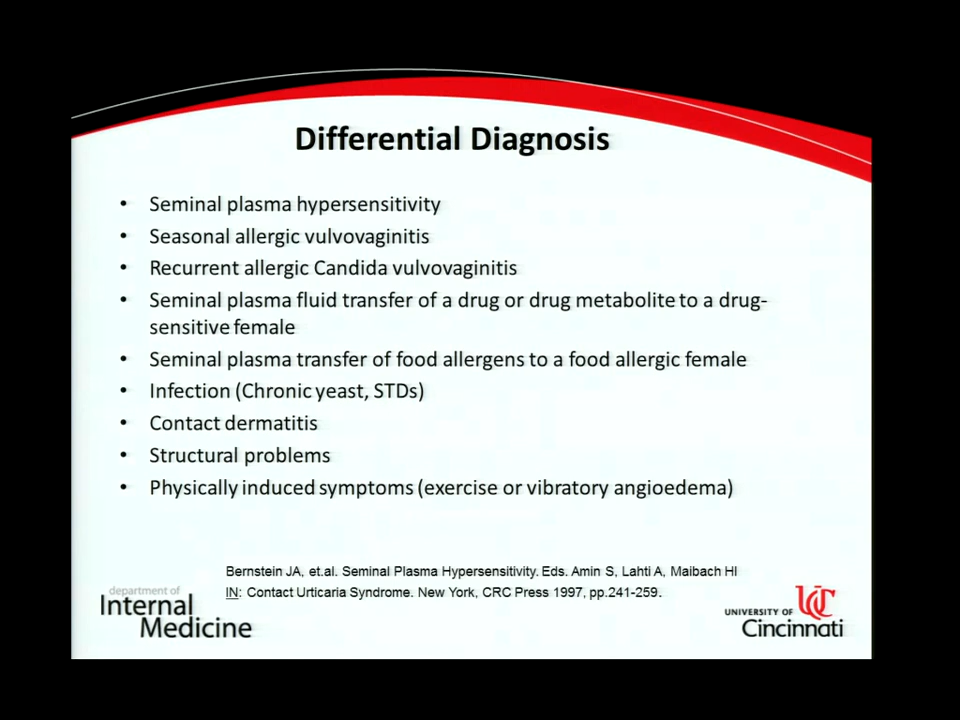 Differential Diagnosis
• Seminal plasma hypersensitivity
• Seasonal allergic vulvovaginitis
• Recurrent allergic Candida vulvovaginitis
• Seminal plasma fluid transfer of a drug or drug metabolite to a drug-
sensitive female
• Seminal plasma transfer of food allergens to a food allergic female
• Infection (Chronic yeast, STDs)
• Contact dermatitis
• Structural problems
• Physically induced symptoms (exercise or vibratory angioedema)
Bernstein JA, et.al. Seminal Plasma Hypersensitivity. Eds. Amin S, Lahti A, Maibach HI
IN: Contact Urticaria Syndrome. New York, CRC Press 1997, pp.241-259.
department of
Internal
Medicine
UNIVERSITY OF UC
Cincinnati